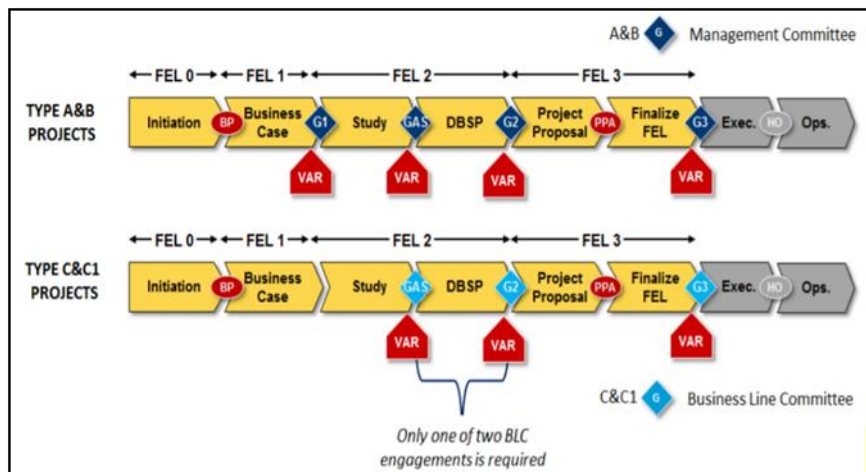 A&B G Management Committee
FEL 0 FEL 1 FEL 2 FEL 3
TYPE A&B
PROJECTS
Initiation BP Business
Case G1 Study GAS DBSP G2 Project
Proposal PPA Finalize
FEL G3 Exec. HO Ops.
VAR VAR VAR VAR
FEL 0 FEL 1 FEL 2 FEL 3
TYPE C&C1
PROJECTS
Initiation BP Business
Case Study GAS DBSP G2 Project
Proposal PPA Finalize
FEL G3 Exec. HO Ops.
VAR VAR VAR
C&C1 G Business Line Committee
Only one of two BLC
engagements is required